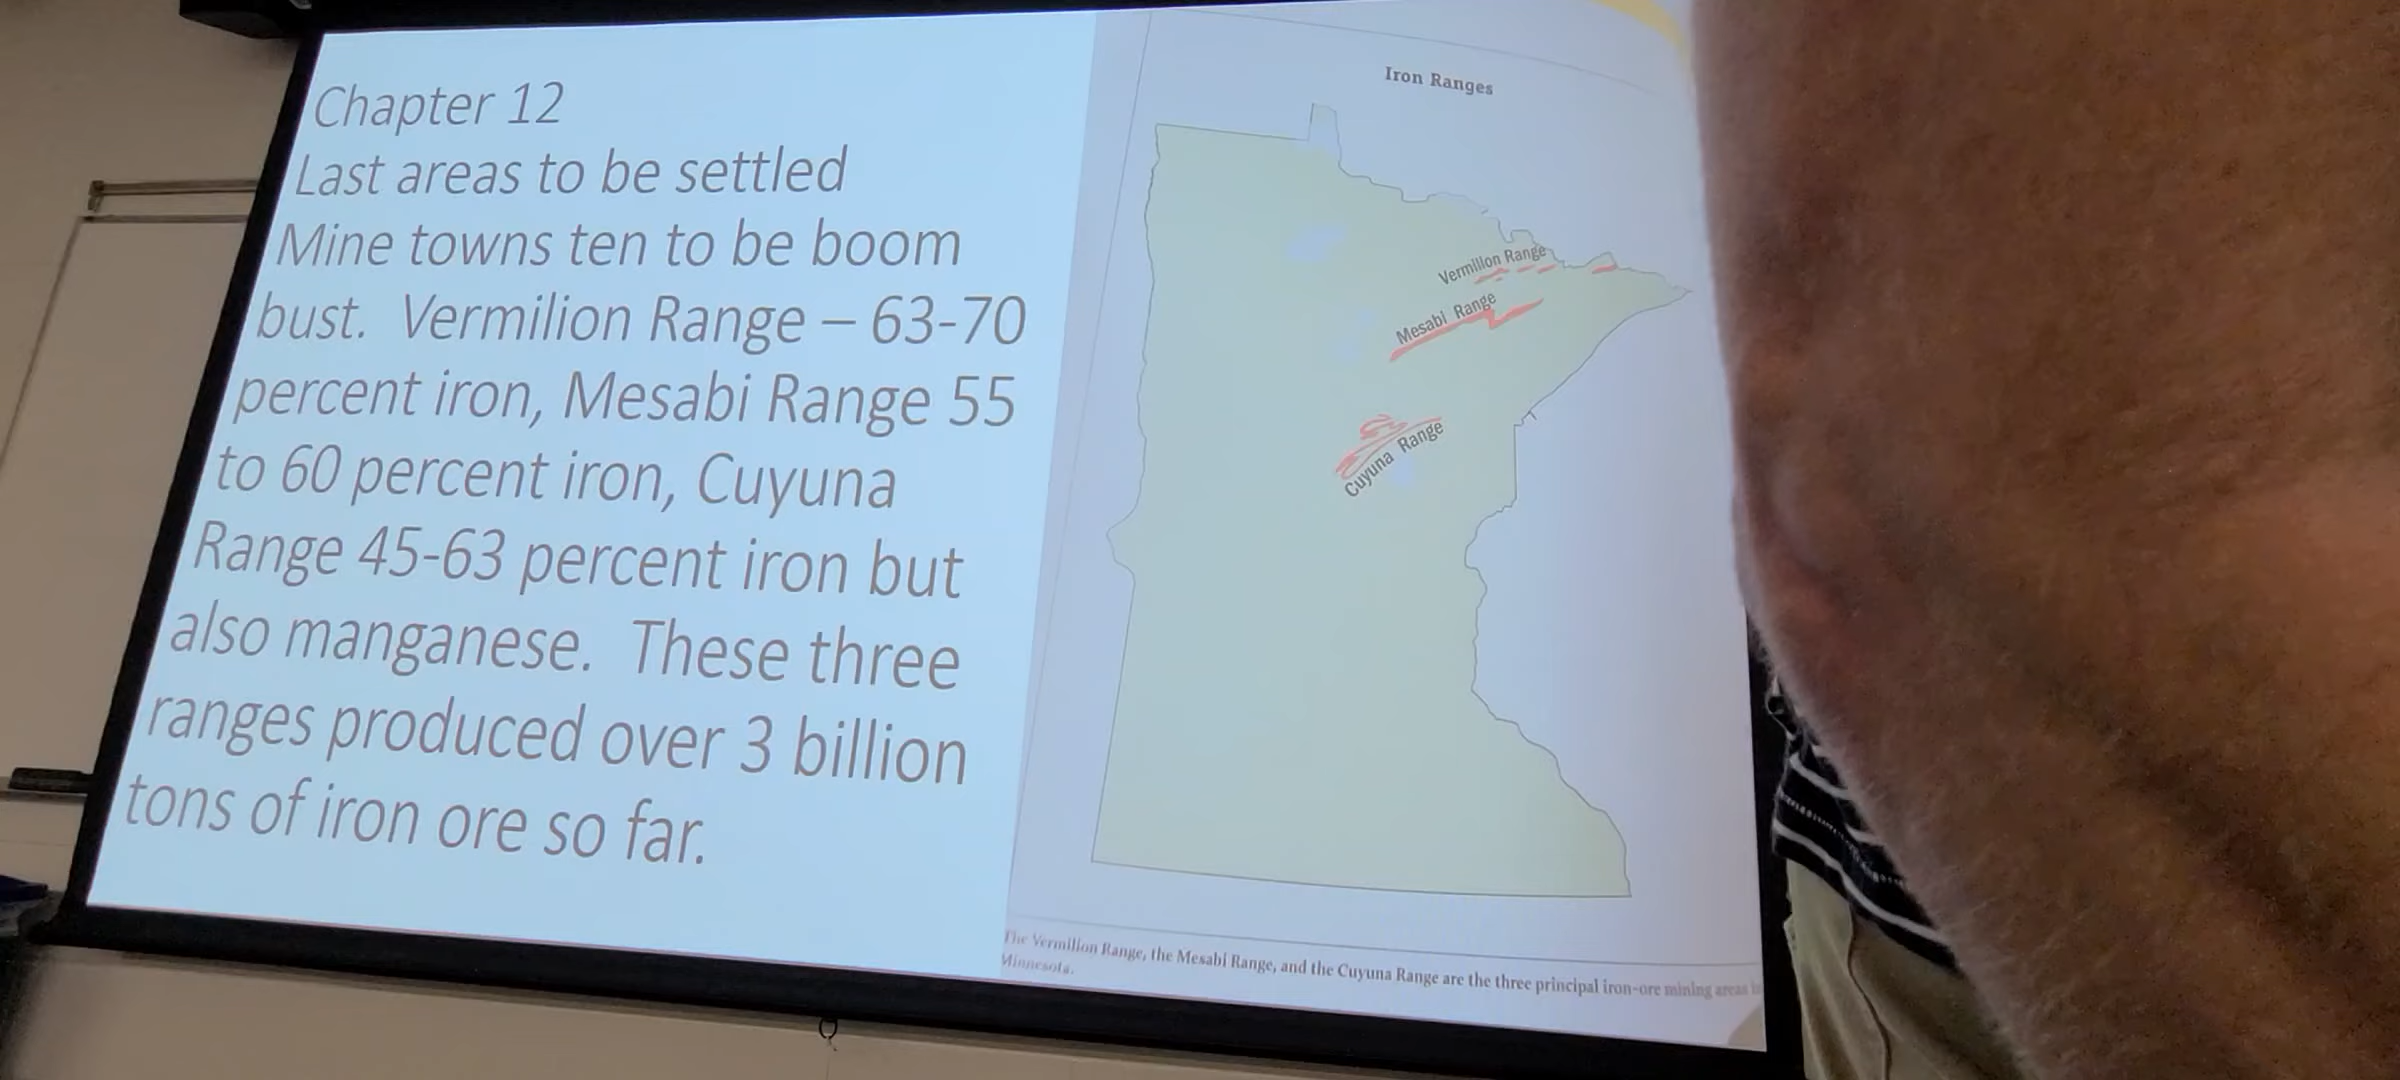 Chapter 12
Last areas to be settled
Mine towns ten to be boom
bust.  Vermilion Range – 63-70
percent iron, Mesabi Range 55
to 60 percent iron, Cuyuna
Range 45-63 percent iron but
also manganese.  These three
ranges produced over 3 billion
tons of iron ore so far.
Iron Ranges
Vermilion Range
Mesabi Range
Cuyuna Range
The Vermilion Range, the Mesabi Range, and the Cuyuna Range are the three principal iron-ore mining areas in
Minnesota.